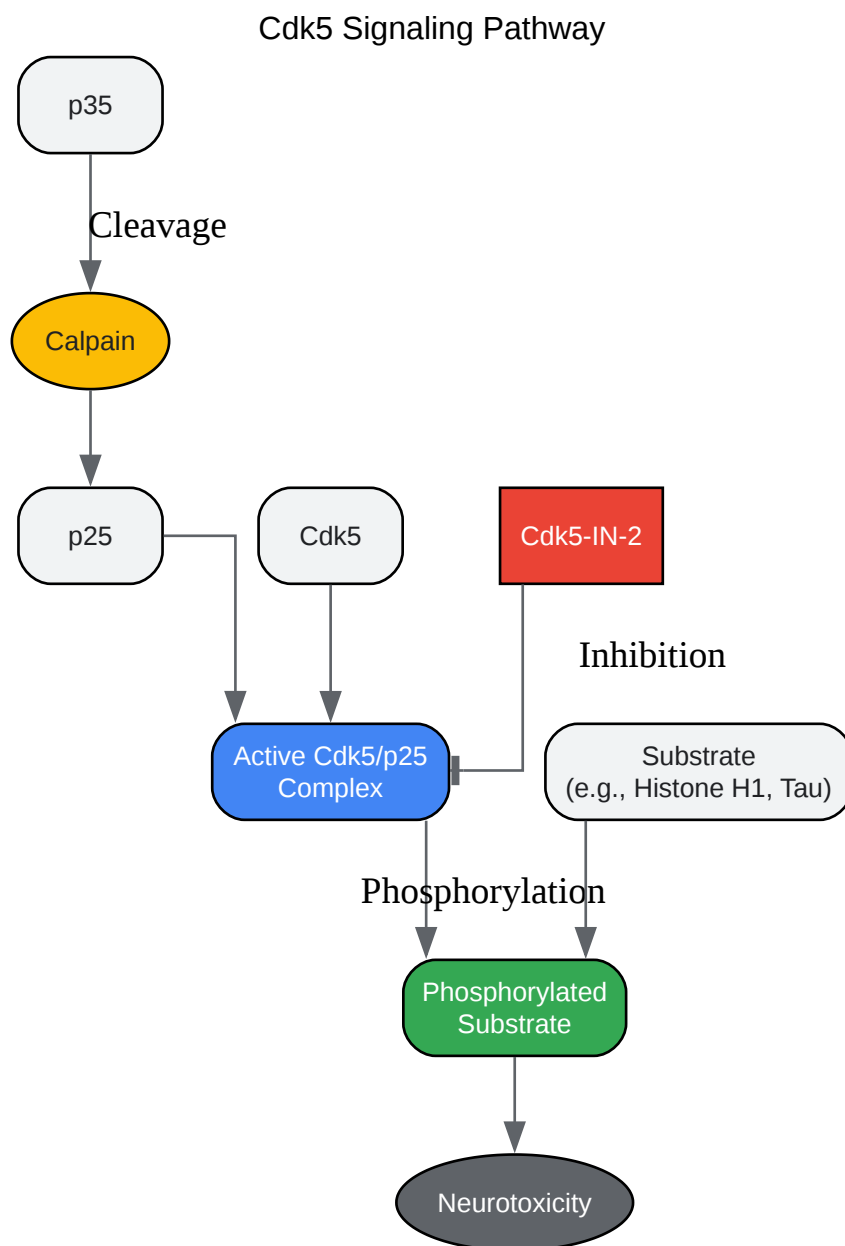 Cdk5 Signaling Pathway
p35
Cleavage
Calpain
p25
Cdk5
Cdk5-IN-2
Inhibition
Active Cdk5/p25
Complex
Substrate
(e.g., Histone H1, Tau)
Phosphorylation
Phosphorylated
Substrate
Neurotoxicity